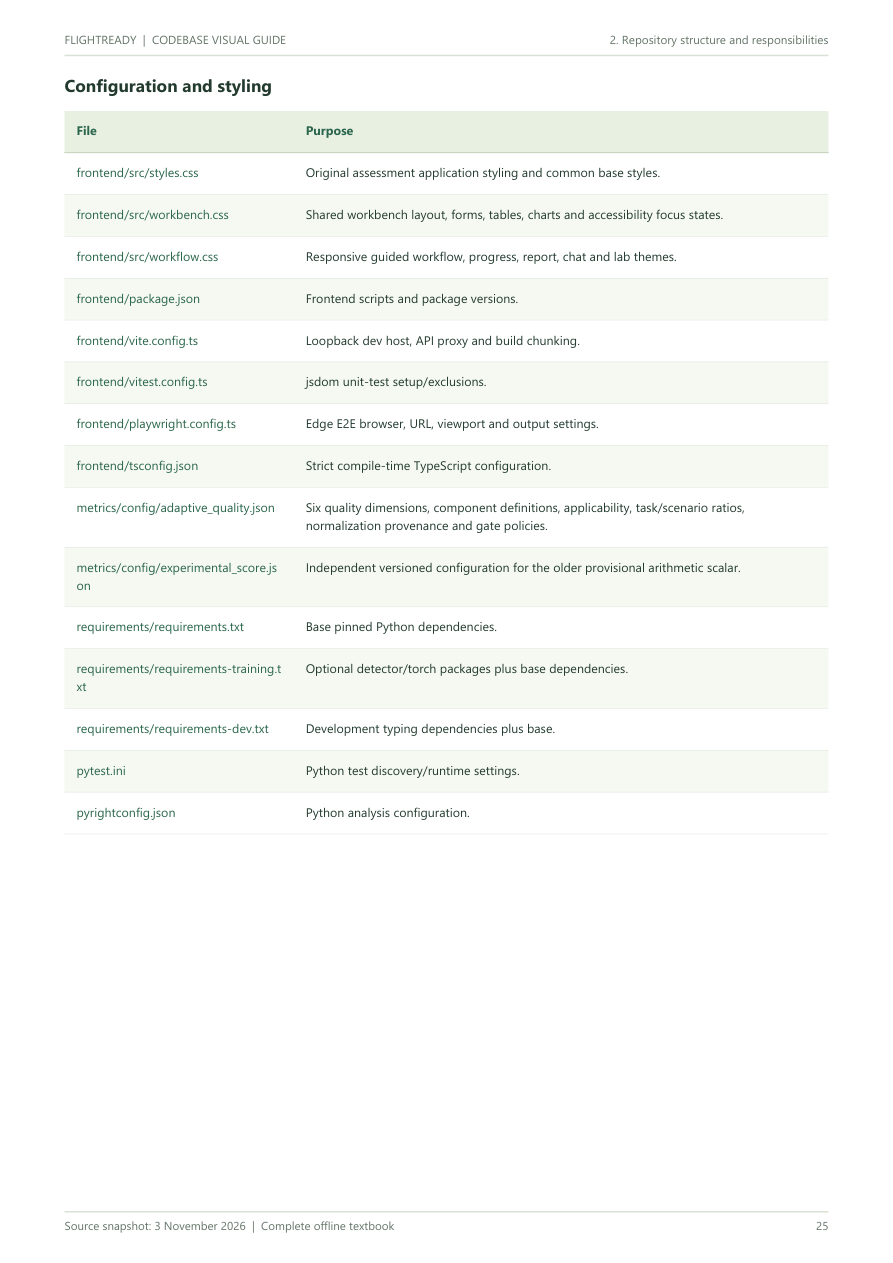 FLIGHTREADY | CODEBASE VISUAL GUIDE
2. Repository structure and responsibilities
Configuration and styling
File Purpose
frontend/src/styles.css Original assessment application styling and common base styles.
frontend/src/workbench.css Shared workbench layout, forms, tables, charts and accessibility focus states.
frontend/src/workflow.css Responsive guided workflow, progress, report, chat and lab themes.
frontend/package.json Frontend scripts and package versions.
frontend/vite.config.ts Loopback dev host, API proxy and build chunking.
frontend/vitest.config.ts jsdom unit-test setup/exclusions.
frontend/playwright.config.ts Edge E2E browser, URL, viewport and output settings.
frontend/tsconfig.json Strict compile-time TypeScript configuration.
metrics/config/adaptive_quality.json Six quality dimensions, component definitions, applicability, task/scenario ratios,
normalization provenance and gate policies.
metrics/config/experimental_score.js Independent versioned configuration for the older provisional arithmetic scalar.
on
requirements/requirements.txt Base pinned Python dependencies.
requirements/requirements-training.t Optional detector/torch packages plus base dependencies.
xt
requirements/requirements-dev.txt Development typing dependencies plus base.
pytest.ini Python test discovery/runtime settings.
pyrightconfig.json Python analysis configuration.
Source snapshot: 3 November 2026 | Complete offline textbook
25